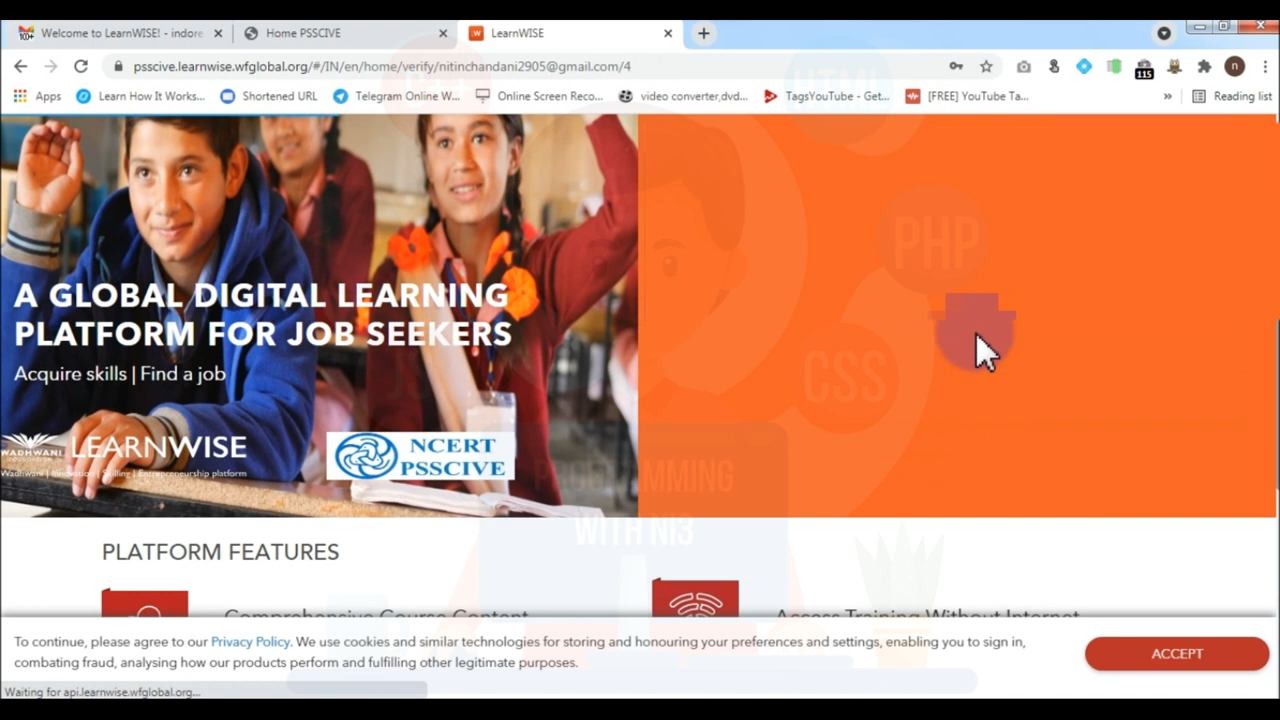 Welcome to LearnWISE! - indore
Home PSSCIVE
LearnWISE
psscive.learnwise.wfglobal.org/#/IN/en/home/verify/nitinchandani2905@gmail.com/4
115
n
Apps
Learn How It Works...
Shortened URL
Telegram Online W...
Online Screen Reco...
video converter,dvd...
TagsYouTube - Get...
[FREE] YouTube Ta...
»
Reading list
HTML
PHP
CSS
JS
A GLOBAL DIGITAL LEARNING
PLATFORM FOR JOB SEEKERS
Acquire skills | Find a job
WADHWANI LEARNWISE
Wadhwani | Innovation | Skilling | Entrepreneurship platform
NCERT
PSSCIVE
PROGRAMMING
WITH NI3
PLATFORM FEATURES
Comprehensive Course Content
Access Training Without Internet
To continue, please agree to our Privacy Policy. We use cookies and similar technologies for storing and honouring your preferences and settings, enabling you to sign in,
combating fraud, analysing how our products perform and fulfilling other legitimate purposes.
ACCEPT
Waiting for api.learnwise.wfglobal.org...